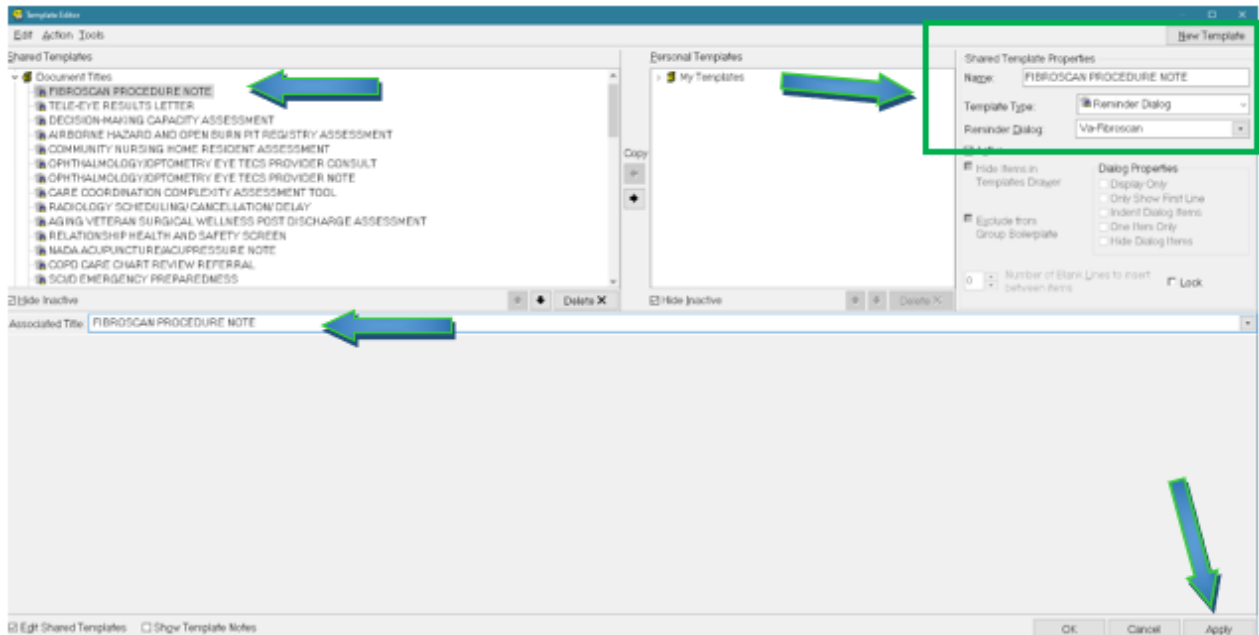 Template Editor
Edit Action Tools
New Template
Shared Templates
Document Titles
FIBROSCAN PROCEDURE NOTE
TELE-EYE RESULTS LETTER
DECISION-MAKING CAPACITY ASSESSMENT
AIRBORNE HAZARD AND OPEN BURN PIT REGISTRY ASSESSMENT
COMMUNITY NURSING HOME RESIDENT ASSESSMENT
OPHTHALMOLOGY/OPTOMETRY EYE TECS PROVIDER CONSULT
OPHTHALMOLOGY/OPTOMETRY EYE TECS PROVIDER NOTE
CARE COORDINATION COMPLEXITY ASSESSMENT TOOL
RADIOLOGY SCHEDULING/CANCELLATION/DELAY
AGING VETERAN SURGICAL WELLNESS POST DISCHARGE ASSESSMENT
RELATIONSHIP HEALTH AND SAFETY SCREEN
NADA ACUPUNCTURE/ACUPRESSURE NOTE
COPD CARE CHART REVIEW REFERRAL
SCI/D EMERGENCY PREPAREDNESS
Hide Inactive
Delete X
Copy
Personal Templates
My Templates
Hide Inactive
Delete X
Shared Template Properties
Name: FIBROSCAN PROCEDURE NOTE
Template Type: Reminder Dialog
Reminder Dialog: Va-Fibroscan
Hide Items in
Templates Drawer
Exclude from
Group Boilerplate
Dialog Properties
Display Only
Only Show First Line
Indent Dialog Items
One Item Only
Hide Dialog Items
0 Number of Blank Lines to insert
between items
Lock
Associated Title: FIBROSCAN PROCEDURE NOTE
Edit Shared Templates Show Template Notes
OK Cancel Apply